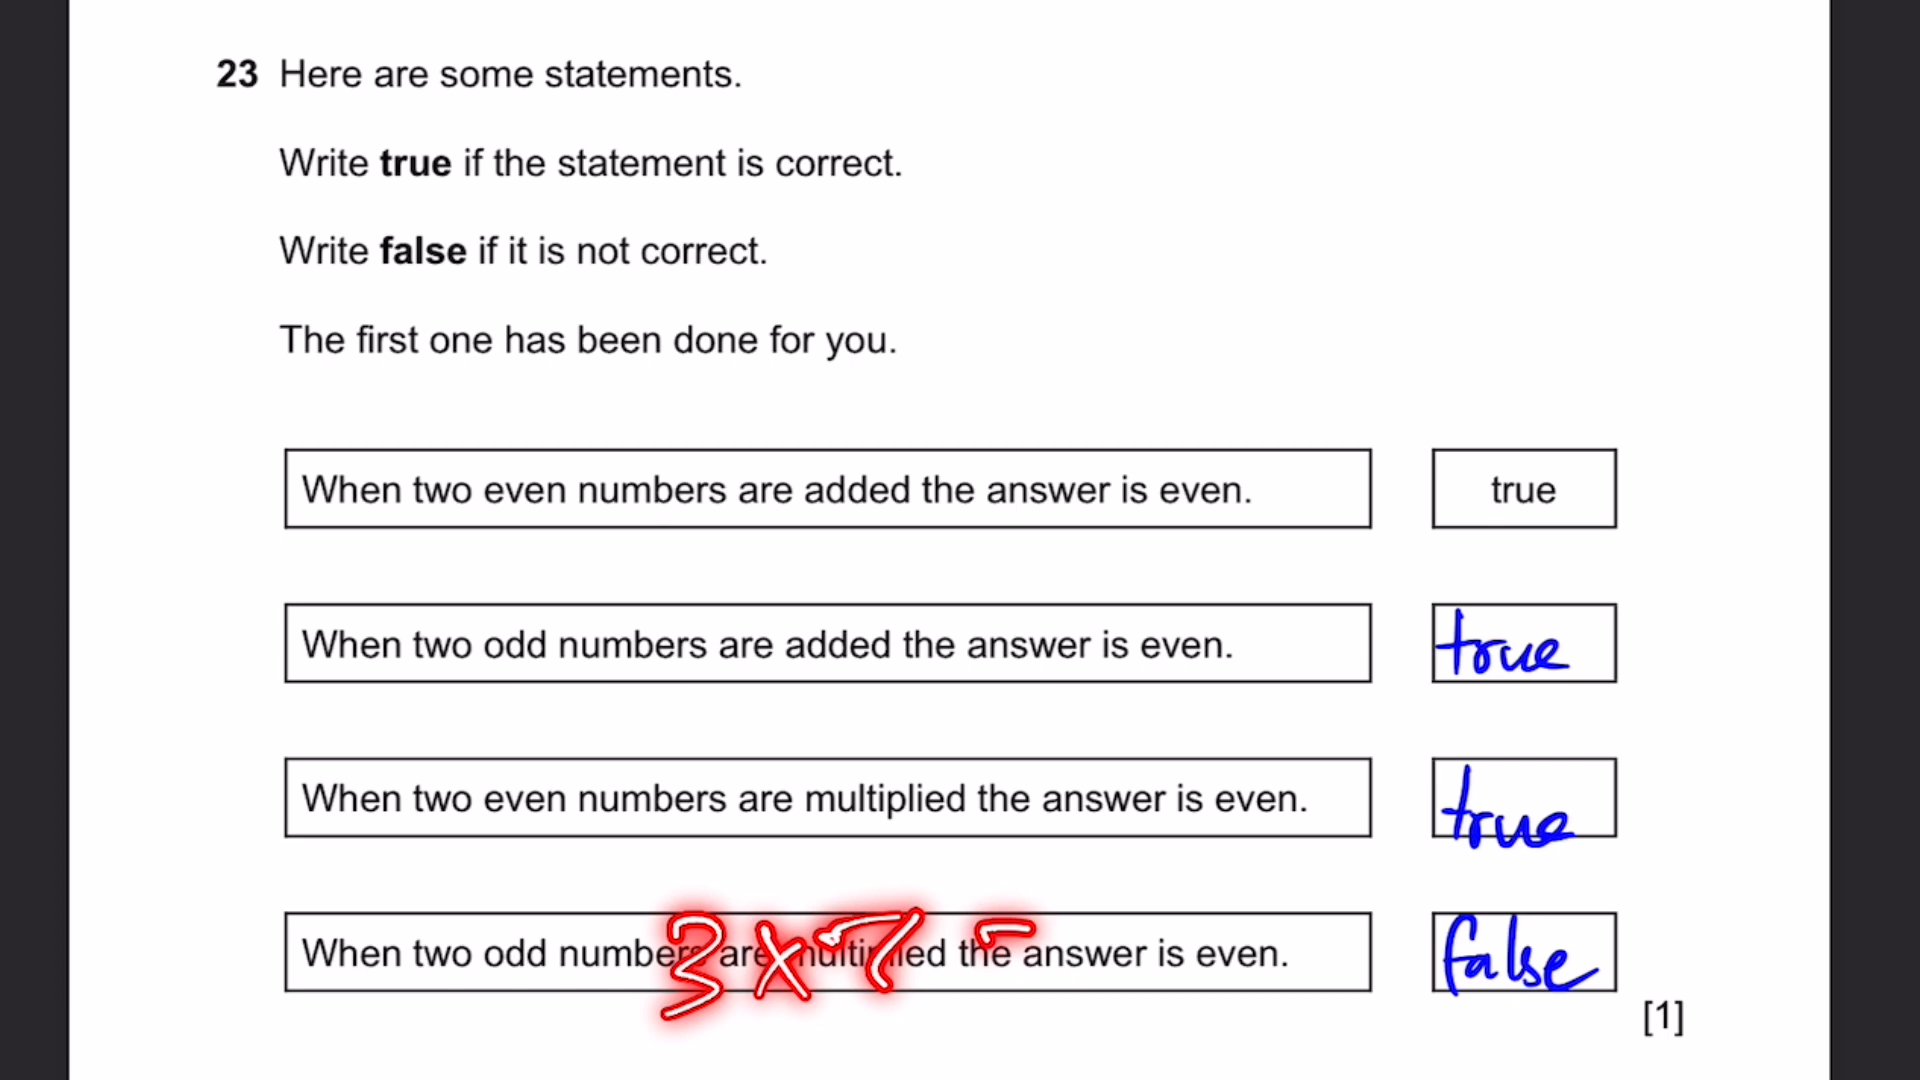 23 Here are some statements.
Write true if the statement is correct.
Write false if it is not correct.
The first one has been done for you.
When two even numbers are added the answer is even. true
When two odd numbers are added the answer is even. true
When two even numbers are multiplied the answer is even. true
When two odd numbers are multiplied the answer is even. false
3 x 7
[1]